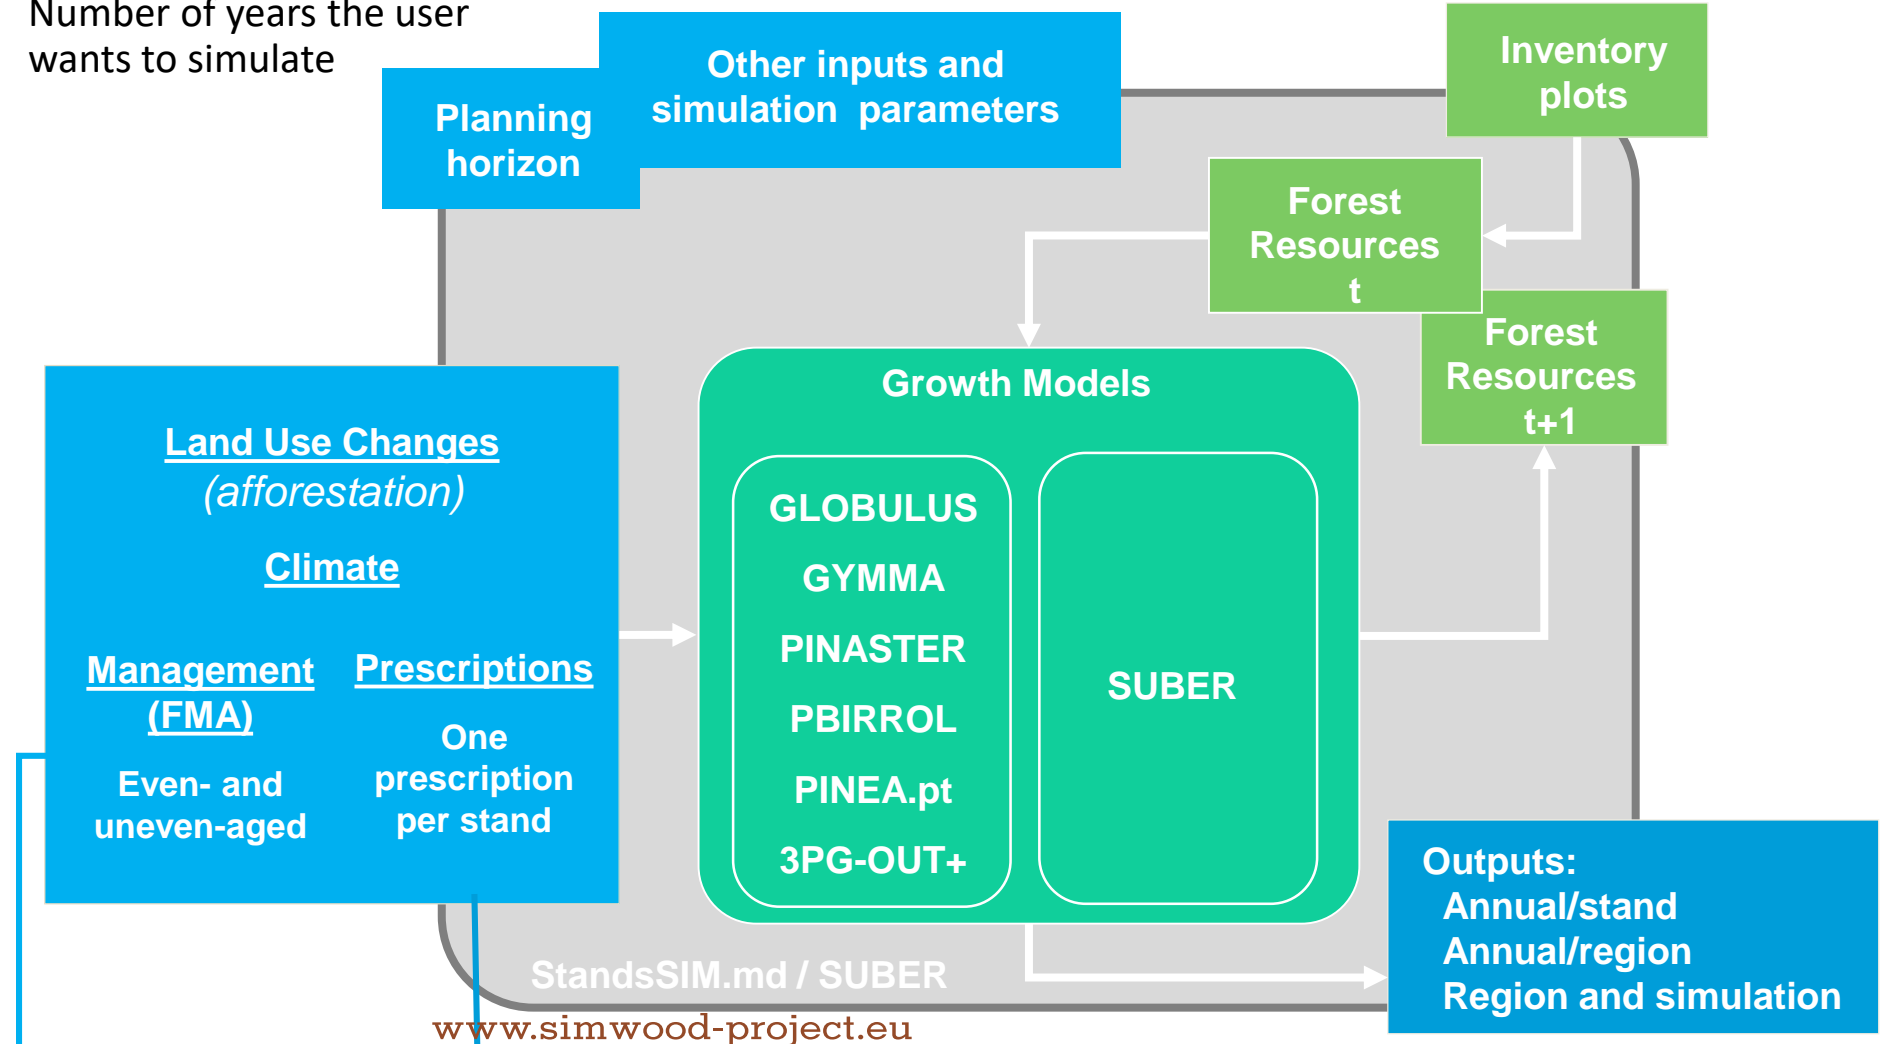 Number of years the user
wants to simulate
Planning
horizon
Other inputs and
simulation parameters
Inventory
plots
Forest
Resources
t
Forest
Resources
t+1
Land Use Changes
(afforestation)
Climate
Management
(FMA)
Even- and
uneven-aged
Prescriptions
One
prescription
per stand
Growth Models
GLOBULUS
GYMMA
PINASTER
PBIRROL
PINEA.pt
3PG-OUT+
SUBER
Outputs:
Annual/stand
Annual/region
Region and simulation
StandsSIM.md / SUBER
www.simwood-project.eu